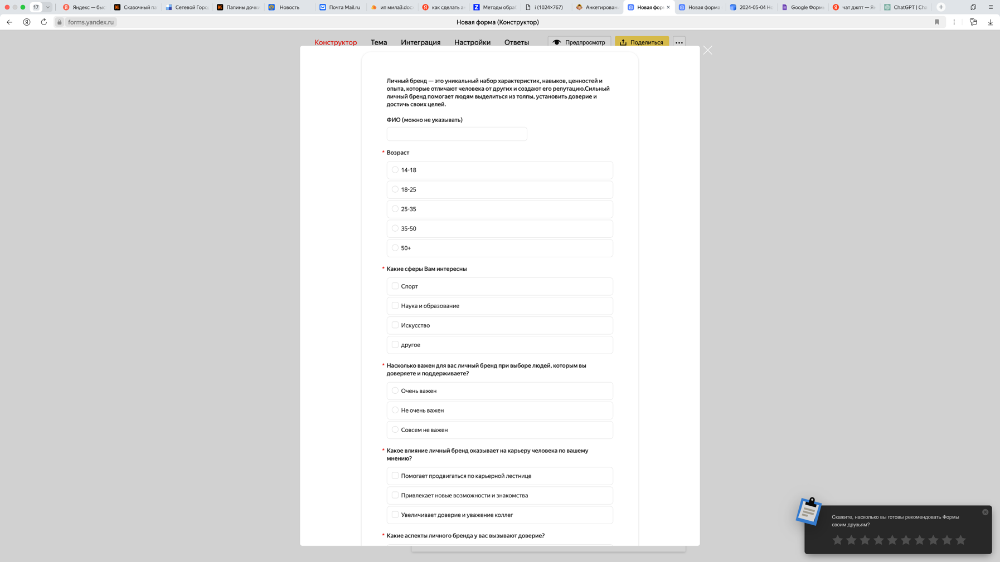 17
Яндекс — быс
Сказочный па
Сетевой Горо
Папины дочки
Новость
Почта Mail.ru
ип мила3.docx
как сделать ан
Методы обраб
i (1024×767)
Анкетирован
Новая форм
Новая форма
2024-05-04 Но
Google Формы
чат джпт — Ян
ChatGPT | Cha
forms.yandex.ru
Новая форма (Конструктор)
Конструктор
Тема
Интеграция
Настройки
Ответы
Предпросмотр
Поделиться
Личный бренд — это уникальный набор характеристик, навыков, ценностей и
опыта, которые отличают человека от других и создают его репутацию.Сильный
личный бренд помогает людям выделиться из толпы, установить доверие и
достичь своих целей.
ФИО (можно не указывать)
* Возраст
14-18
18-25
25-35
35-50
50+
* Какие сферы Вам интересны
Спорт
Наука и образование
Искусство
другое
* Насколько важен для вас личный бренд при выборе людей, которым вы
доверяете и поддерживаете?
Очень важен
Не очень важен
Совсем не важен
* Какое влияние личный бренд оказывает на карьеру человека по вашему
мнению?
Помогает продвигаться по карьерной лестнице
Привлекает новые возможности и знакомства
Увеличивает доверие и уважение коллег
* Какие аспекты личного бренда у вас вызывают доверие?
Скажите, насколько вы готовы рекомендовать Формы
своим друзьям?